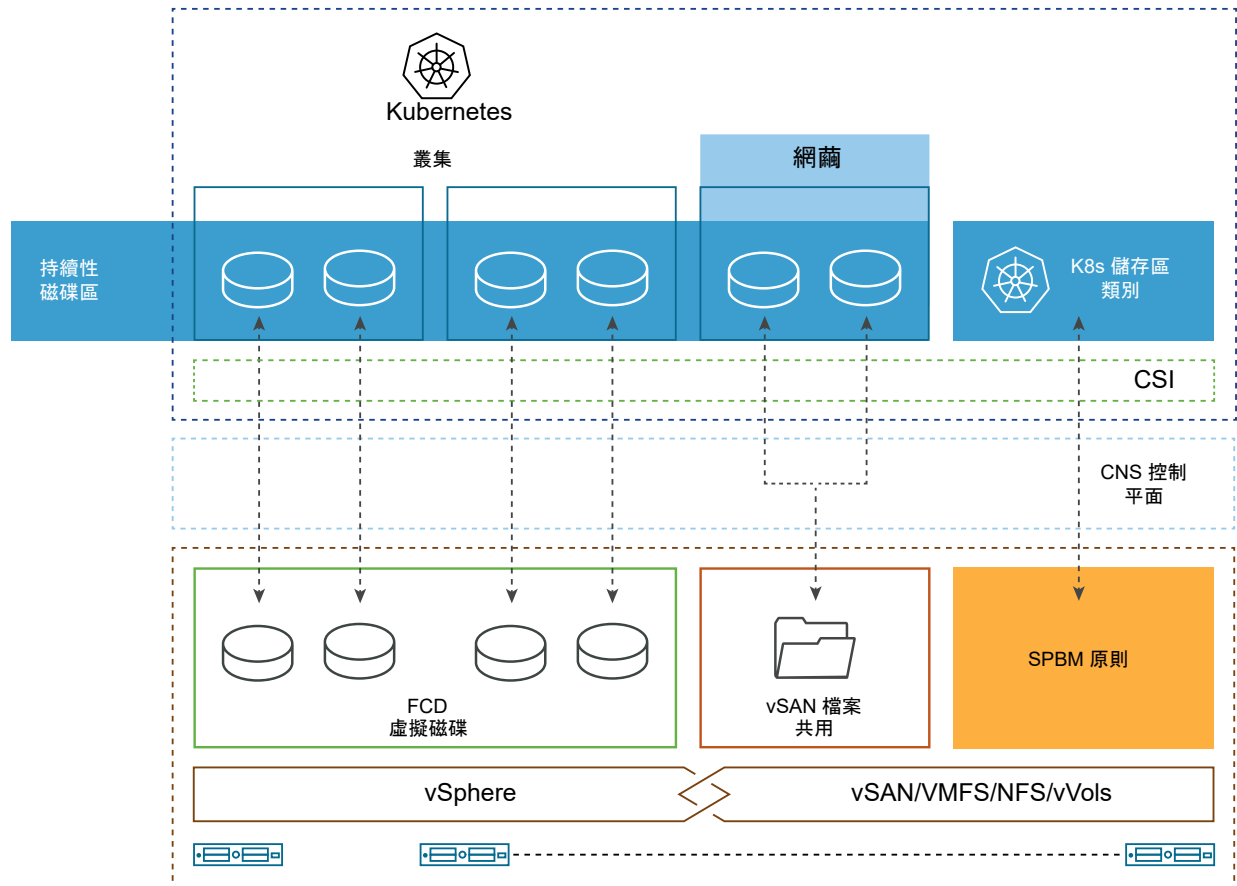 Kubernetes
叢集
網繭
持續性
磁碟區
K8s 儲存區
類別
CSI
CNS 控制
平面
FCD
虛擬磁碟
vSAN 檔案
共用
SPBM 原則
vSphere
vSAN/VMFS/NFS/vVols